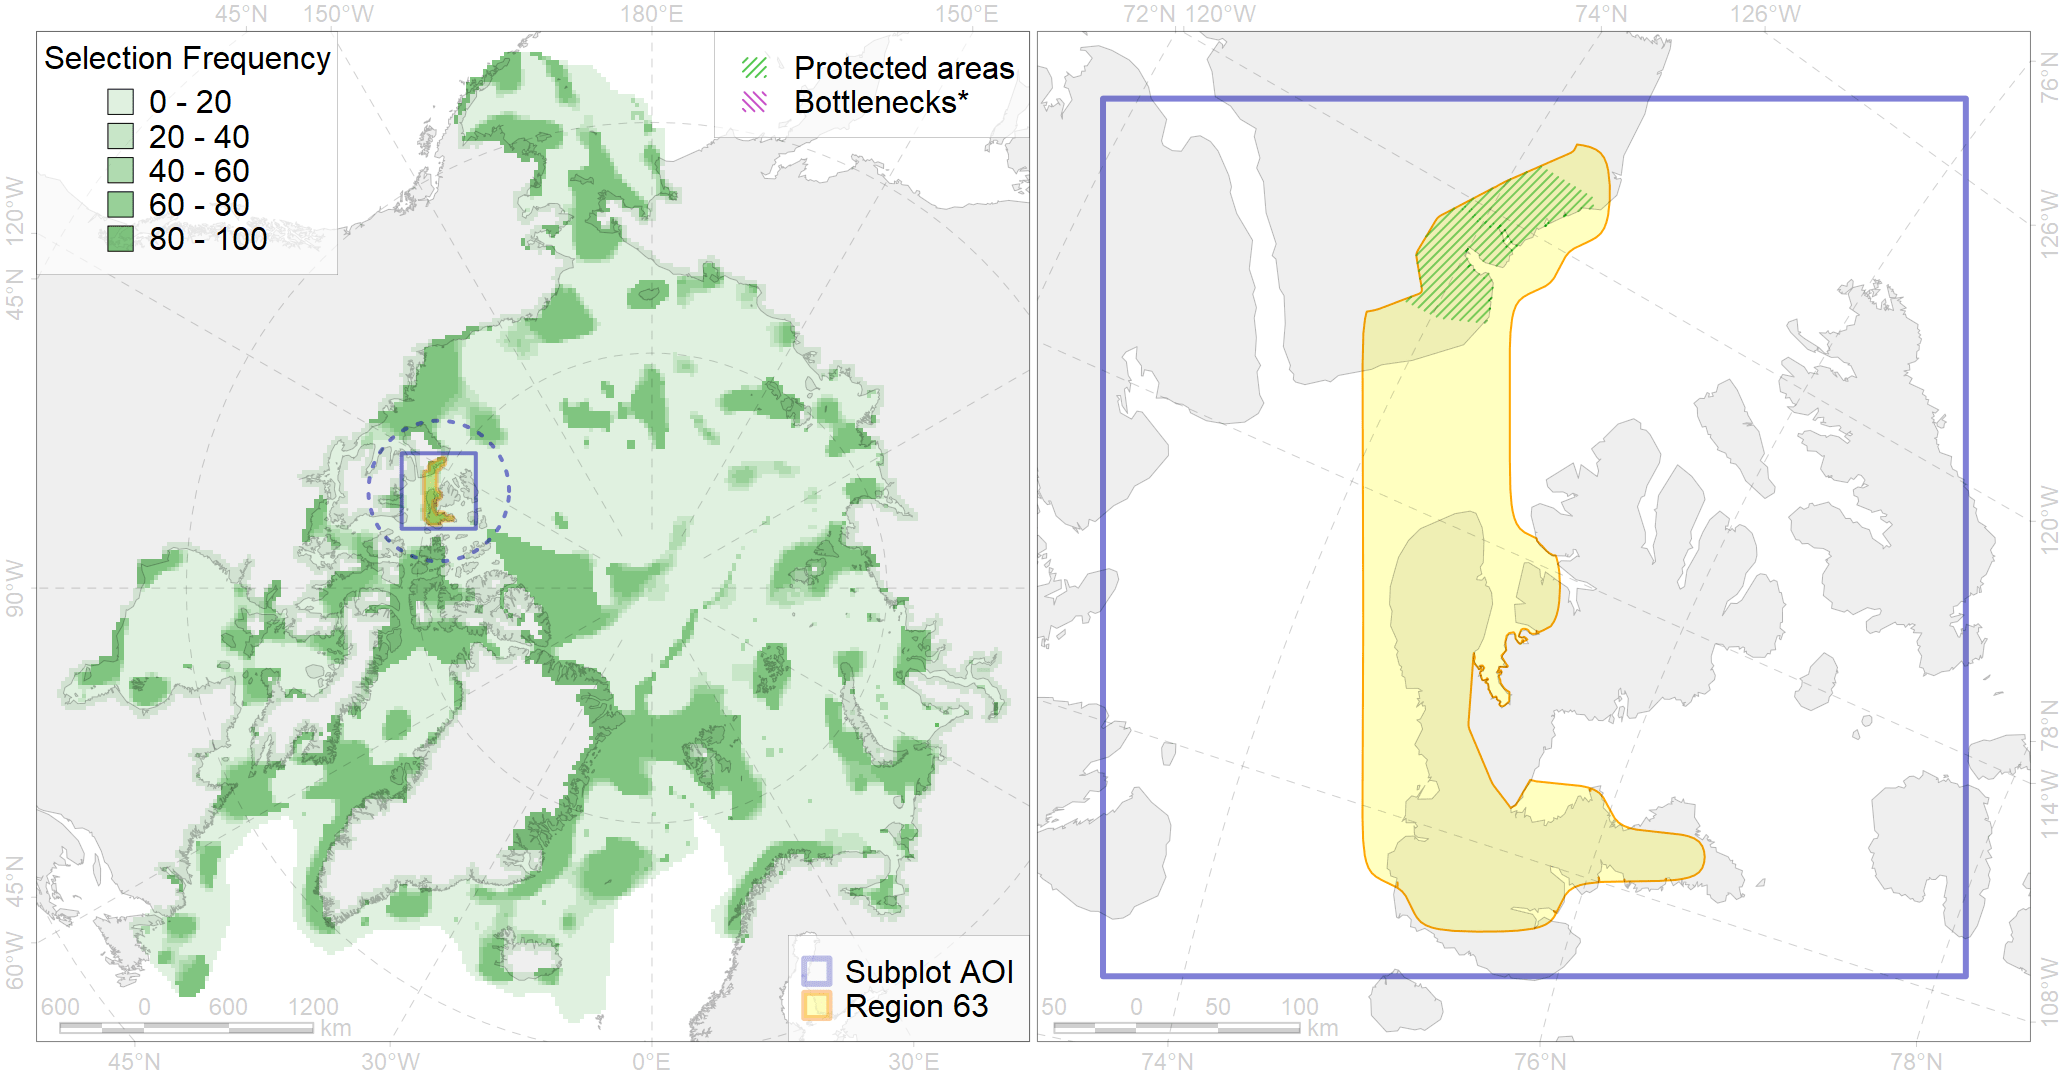 45°N 150°W 180°E 150°E 72°N 120°W 74°N 126°W
Selection Frequency
0 - 20
20 - 40
40 - 60
60 - 80
80 - 100
Protected areas
Bottlenecks*
120°W
45°N
90°W
45°N
60°W
76°N
126°W
120°W
78°N
114°W
108°W
Subplot AOI
Region 63
600 0 600 1200
km
50 0 50 100
km
45°N 30°W 0°E 30°E 74°N 76°N 78°N